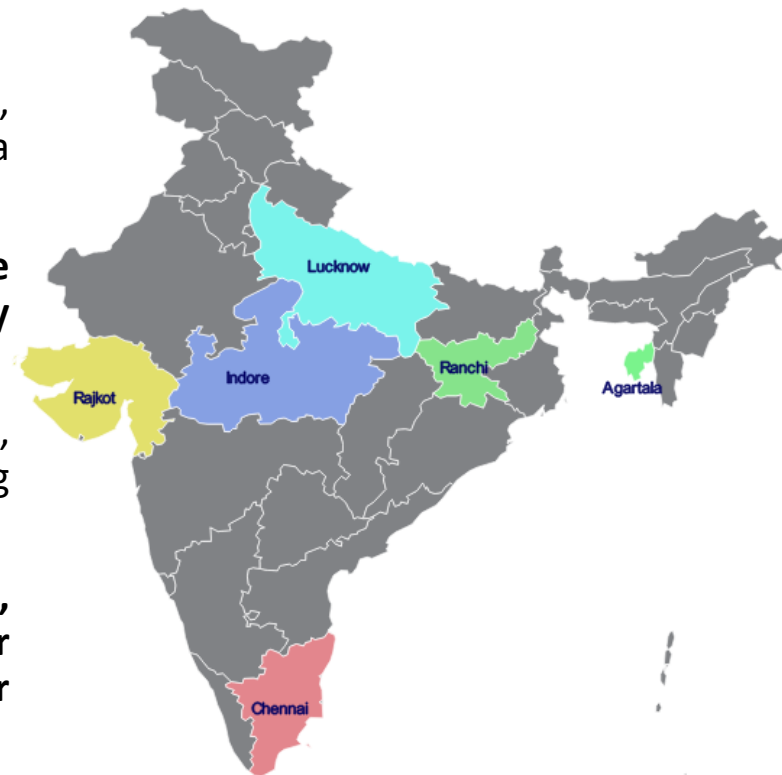 ,
a
e
y
,
g
,
r
r
Lucknow
Indore
Ranchi
Rajkot
Agartala
Chennai